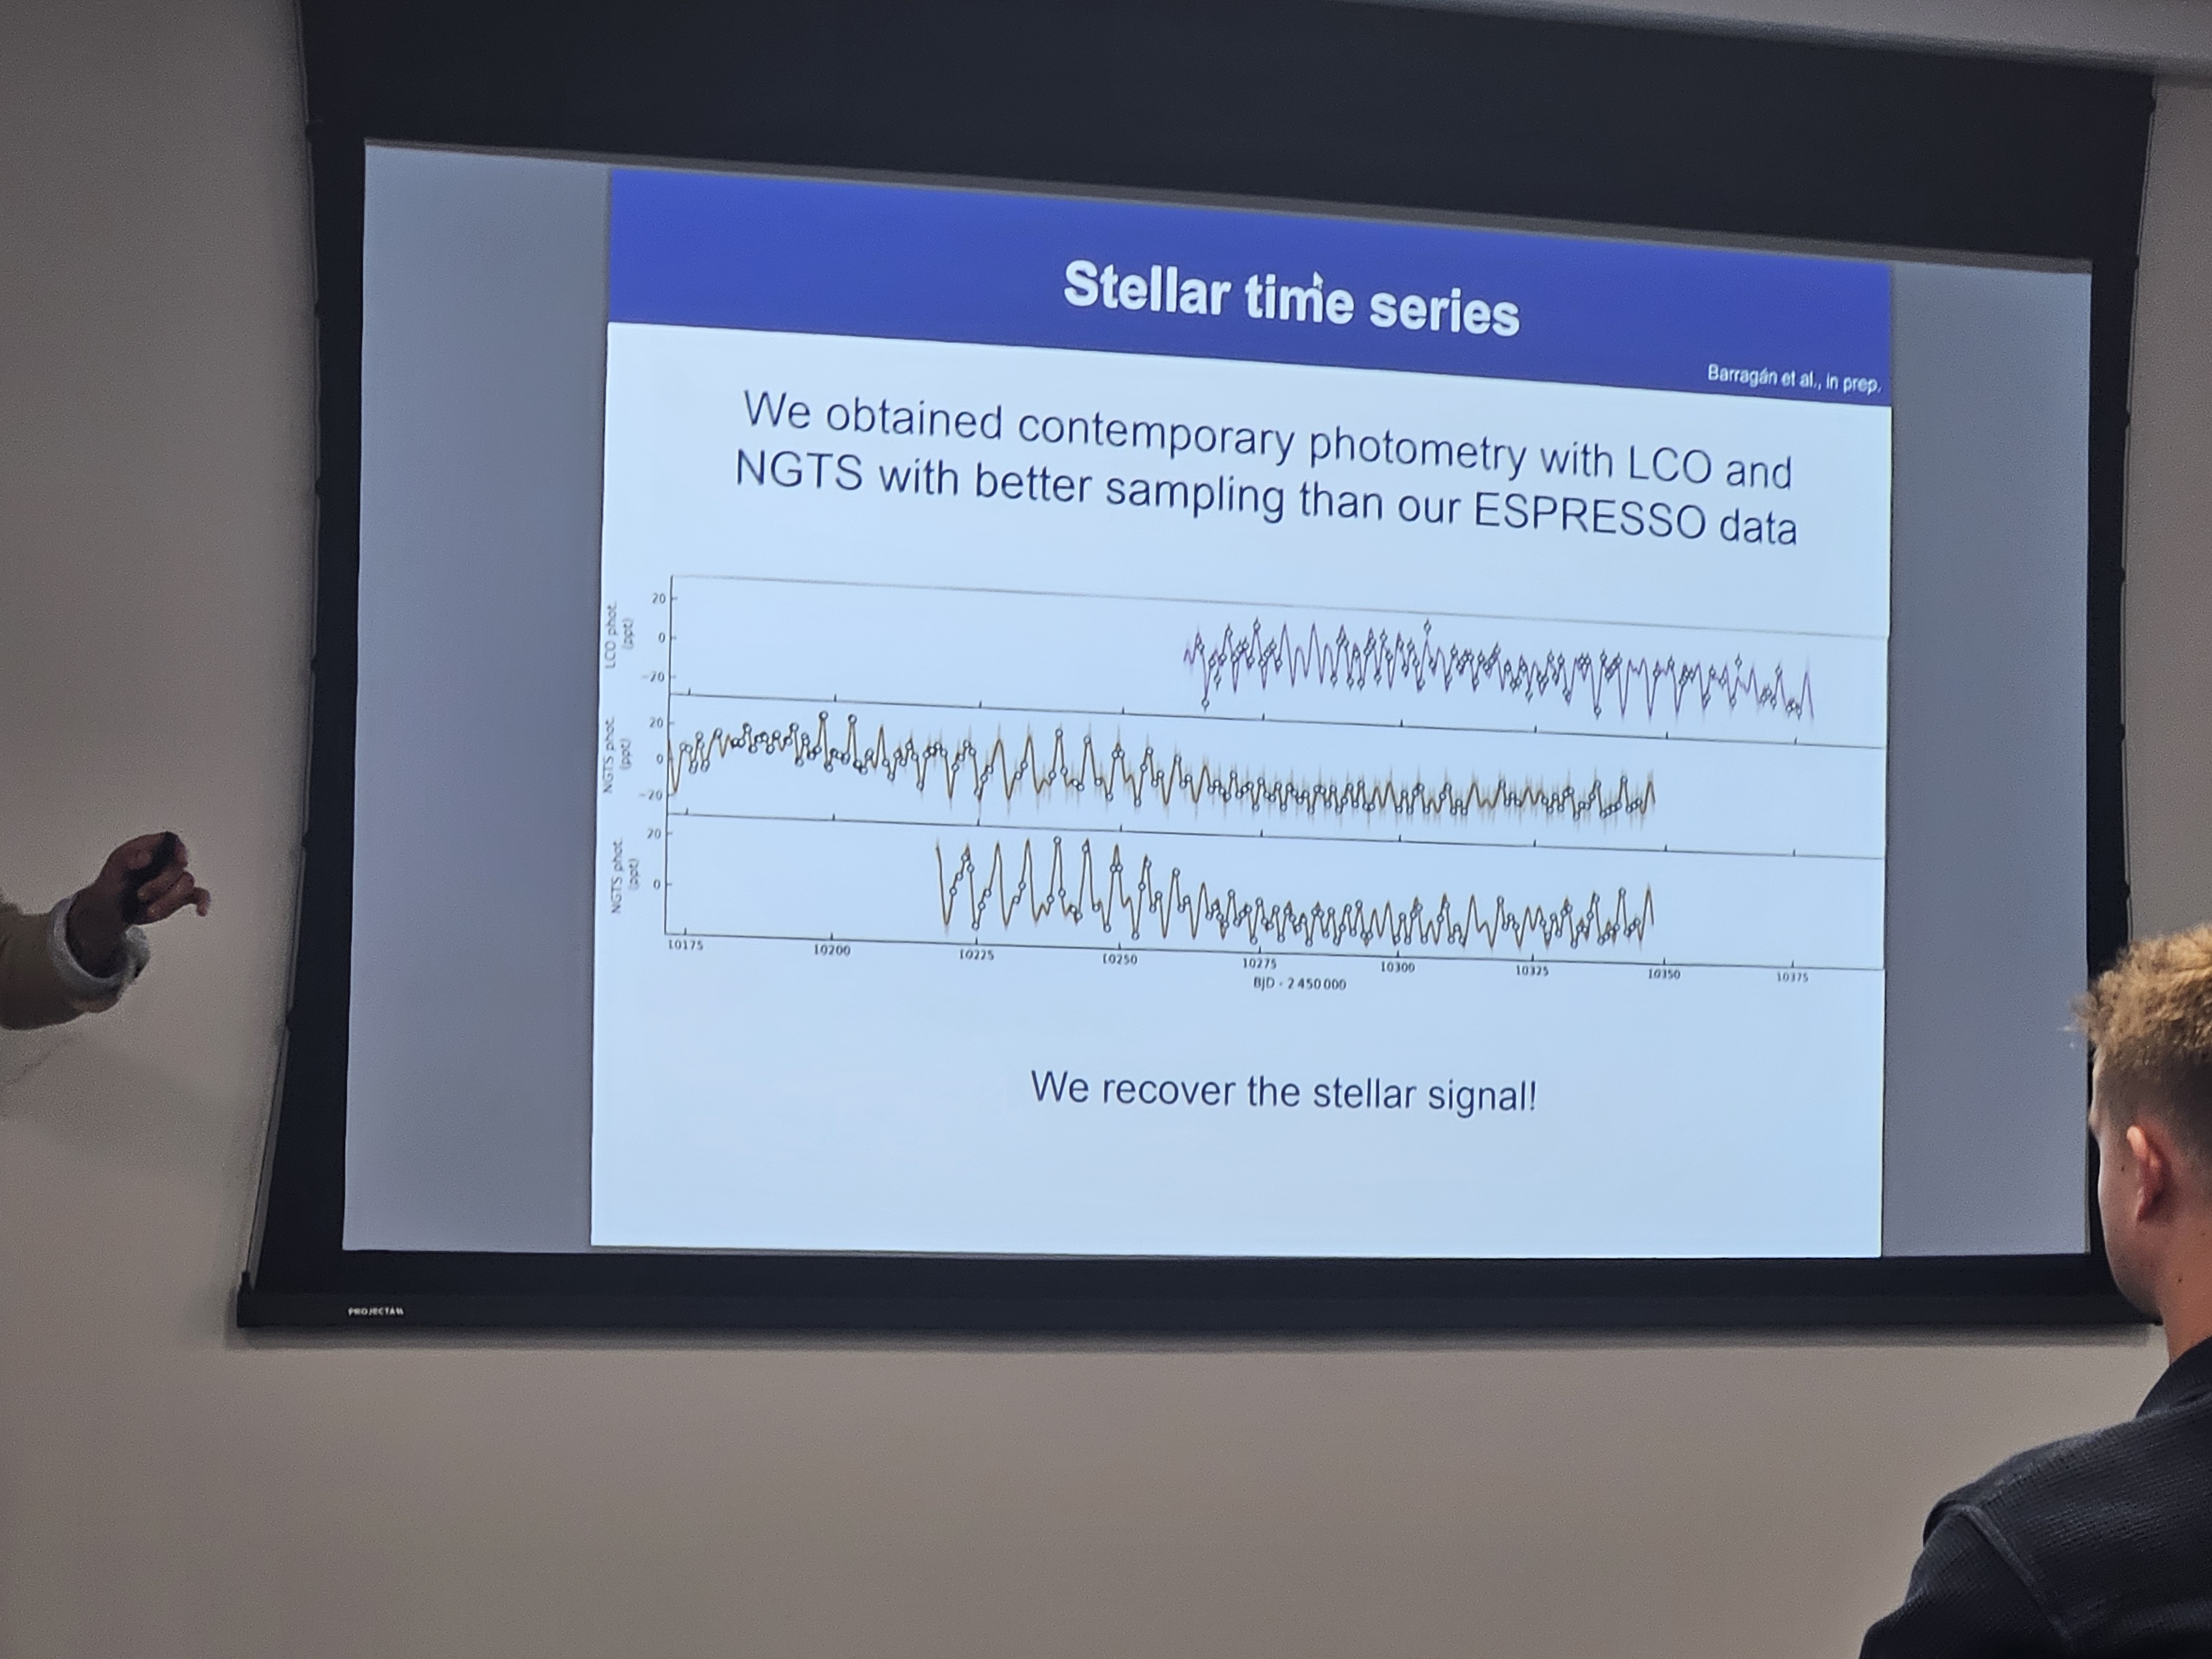 Stellar time series
Barragán et al., in prep.
We obtained contemporary photometry with LCO and
NGTS with better sampling than our ESPRESSO data
LCO phot.
(ppt)
20
0
−20
NGTS phot.
(ppt)
20
0
−20
NGTS phot.
(ppt)
20
0
10175 10200 10225 10250 10275 10300 10325 10350 10375
BJD - 2 450 000
We recover the stellar signal!
PROJECTA